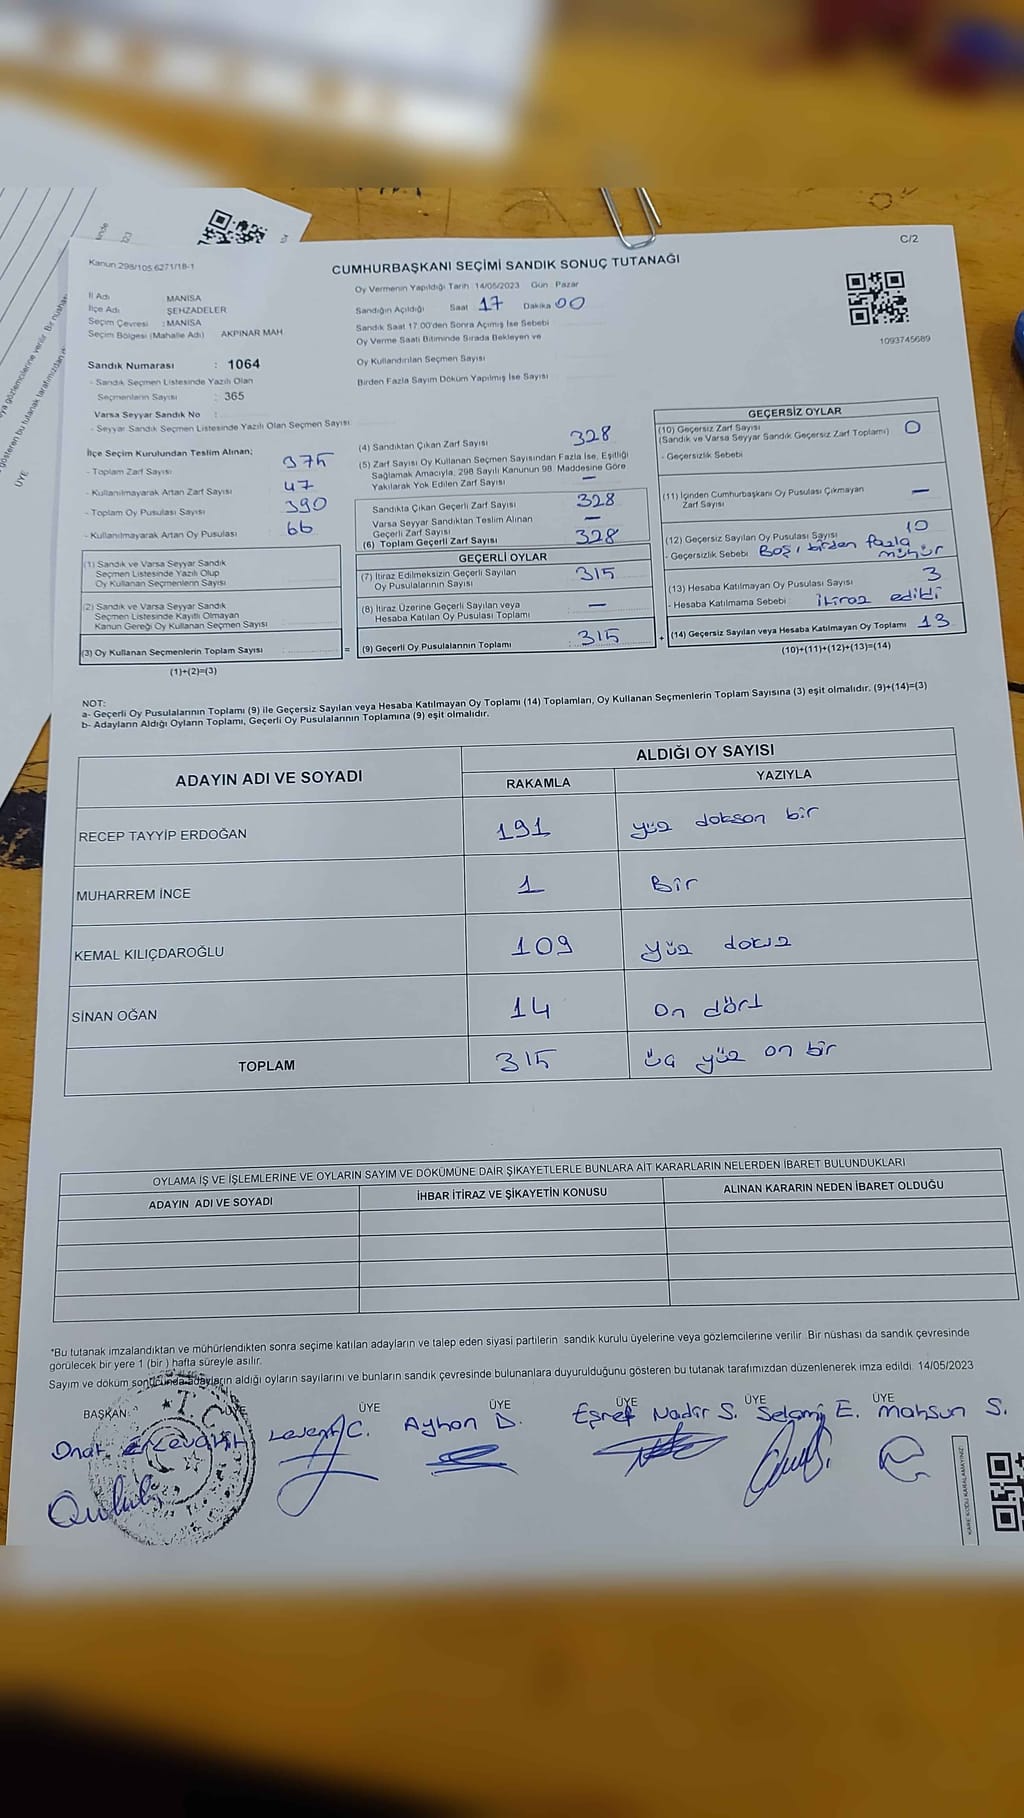 C/2
Kanun 298/105 6271/18-1
CUMHURBAŞKANI SEÇİMİ SANDIK SONUÇ TUTANAĞI
İl Adı : MANİSA
İlçe Adı : ŞEHZADELER
Seçim Çevresi : MANİSA
Seçim Bölgesi (Mahalle Adı) AKPINAR MAH.
Sandık Numarası : 1064
- Sandık Seçmen Listesinde Yazılı Olan
Seçmenlerin Sayısı : 365
Varsa Seyyar Sandık No :
- Seyyar Sandık Seçmen Listesinde Yazılı Olan Seçmen Sayısı
Oy Vermenin Yapıldığı Tarih 14/05/2023 Gün Pazar
Sandığın Açıldığı Saat 17 Dakika 00
Sandık Saat 17.00'den Sonra Açımış İse Sebebi
Oy Verme Saati Bitiminde Sırada Bekleyen ve
Oy Kullandırılan Seçmen Sayısı
Birden Fazla Sayım Döküm Yapılmış İse Sayısı
1093745689
İlçe Seçim Kurulundan Teslim Alınan;
- Toplam Zarf Sayısı 375
- Kullanılmayarak Artan Zarf Sayısı 47
- Toplam Oy Pusulası Sayısı 390
- Kullanılmayarak Artan Oy Pusulası 66
(1) Sandık ve Varsa Seyyar Sandık
Seçmen Listesinde Yazılı Olup
Oy Kullanan Seçmenlerin Sayısı
(2) Sandık ve Varsa Seyyar Sandık
Seçmen Listesinde Kayıtlı Olmayan
Kanun Gereği Oy Kullanan Seçmen Sayısı
(3) Oy Kullanan Seçmenlerin Toplam Sayısı :
(1)+(2)=(3)
(4) Sandıktan Çıkan Zarf Sayısı 328
(5) Zarf Sayısı Oy Kullanan Seçmen Sayısından Fazla İse, Eşitliği
Sağlamak Amacıyla, 298 Sayılı Kanunun 98. Maddesine Göre
Yakılarak Yok Edilen Zarf Sayısı —
Sandıkta Çıkan Geçerli Zarf Sayısı 328
Varsa Seyyar Sandıktan Teslim Alınan
Geçerli Zarf Sayısı —
(6) Toplam Geçerli Zarf Sayısı 328
GEÇERLİ OYLAR
(7) İtiraz Edilmeksizin Geçerli Sayılan
Oy Pusulalarının Sayısı 315
(8) İtiraz Üzerine Geçerli Sayılan veya
Hesaba Katılan Oy Pusulası Toplamı —
= (9) Geçerli Oy Pusulalarının Toplamı : 315
GEÇERSİZ OYLAR
(10) Geçersiz Zarf Sayısı
(Sandık ve Varsa Seyyar Sandık Geçersiz Zarf Toplamı) 0
- Geçersizlik Sebebi
(11) İçinden Cumhurbaşkanı Oy Pusulası Çıkmayan
Zarf Sayısı —
(12) Geçersiz Sayılan Oy Pusulası Sayısı 10
- Geçersizlik Sebebi Boş, birden fazla
mühür
(13) Hesaba Katılmayan Oy Pusulası Sayısı 3
- Hesaba Katılmama Sebebi itiraz edildi
+ (14) Geçersiz Sayılan veya Hesaba Katılmayan Oy Toplamı 13
(10)+(11)+(12)+(13)=(14)
NOT:
a- Geçerli Oy Pusulalarının Toplamı (9) ile Geçersiz Sayılan veya Hesaba Katılmayan Oy Toplamı (14) Toplamları, Oy Kullanan Seçmenlerin Toplam Sayısına (3) eşit olmalıdır. (9)+(14)=(3)
b- Adayların Aldığı Oyların Toplamı, Geçerli Oy Pusulalarının Toplamına (9) eşit olmalıdır.
ADAYIN ADI VE SOYADI ALDIĞI OY SAYISI
RAKAMLA YAZIYLA
RECEP TAYYİP ERDOĞAN 191 yüz doksan bir
MUHARREM İNCE 1 Bir
KEMAL KILIÇDAROĞLU 109 yüz dokuz
SİNAN OĞAN 14 on dört
TOPLAM 315 üç yüz on bir
OYLAMA İŞ VE İŞLEMLERİNE VE OYLARIN SAYIM VE DÖKÜMÜNE DAİR ŞİKAYETLERLE BUNLARA AİT KARARLARIN NELERDEN İBARET BULUNDUKLARI
ADAYIN ADI VE SOYADI İHBAR İTİRAZ VE ŞİKAYETİN KONUSU ALINAN KARARIN NEDEN İBARET OLDUĞU
*Bu tutanak imzalandıktan ve mühürlendikten sonra seçime katılan adayların ve talep eden siyasi partilerin sandık kurulu üyelerine veya gözlemcilerine verilir. Bir nüshası da sandık çevresinde
görülecek bir yere 1 (bir) hafta süreyle asılır.
Sayım ve döküm sonucunda adayların aldığı oyların sayılarını ve bunların sandık çevresinde bulunanlara duyurulduğunu gösteren bu tutanak tarafımızdan düzenlenerek imza edildi. 14/05/2023
BAŞKAN ÜYE ÜYE ÜYE ÜYE ÜYE
Levent C. Ayhan D. Eşref Nadir S. Selami E. Mahsun S.
T.C.
KARE KODU KARALAMAYINIZ
ÜYE